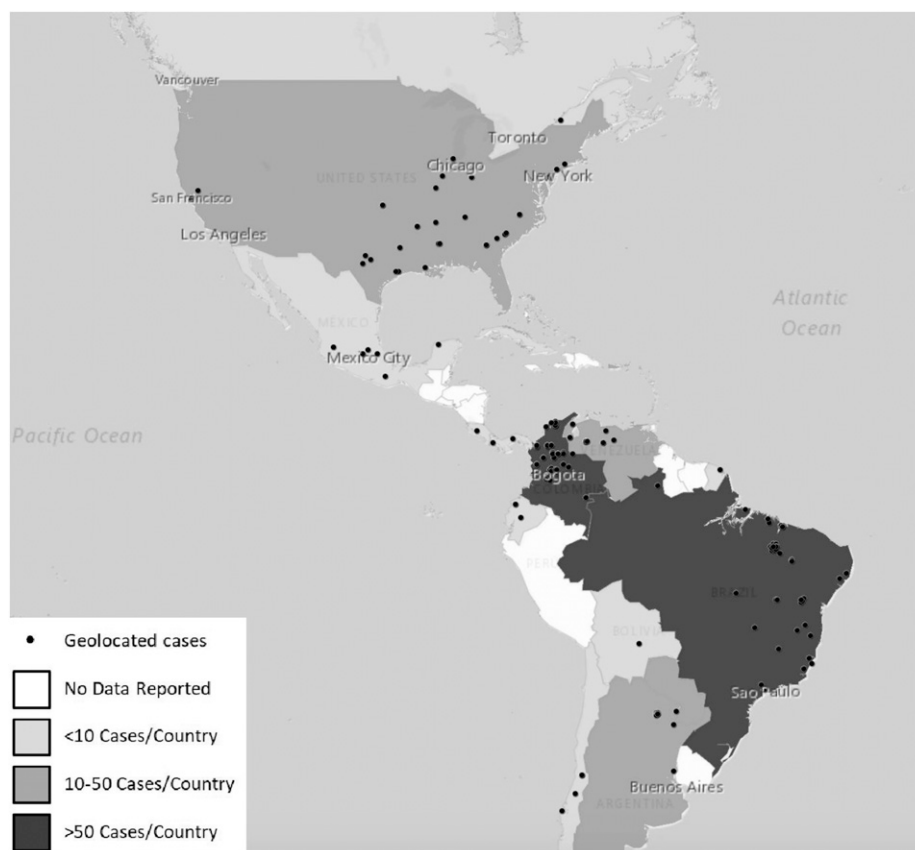 Vancouver
Toronto
Chicago
UNITED STATES
New York
San Francisco
Los Angeles
Atlantic
Ocean
MÉXICO
Mexico City
Pacific Ocean
VENEZUELA
Bogota
COLOMBIA
PERÚ
BRAZIL
BOLIVIA
Sao Paulo
Buenos Aires
ARGENTINA
Geolocated cases
No Data Reported
<10 Cases/Country
10-50 Cases/Country
>50 Cases/Country